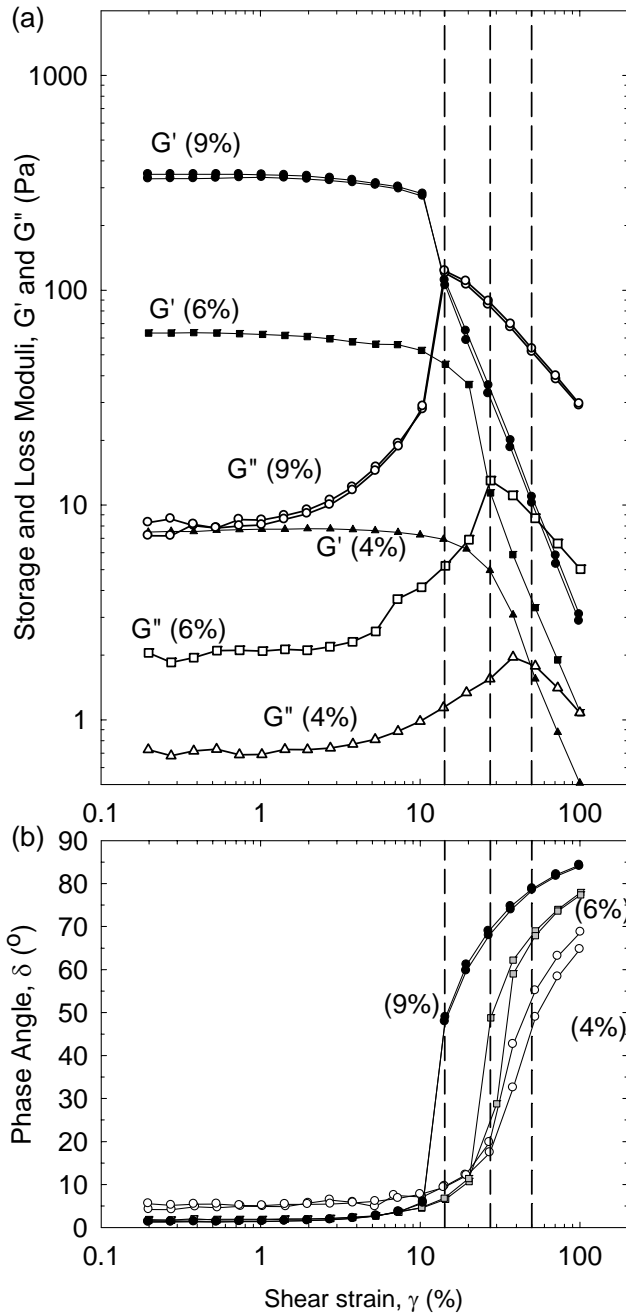 (a)
Storage and Loss Moduli, G' and G" (Pa)
1000
100
10
1
G' (9%)
G' (6%)
G" (9%)
G' (4%)
G" (6%)
G" (4%)
0.1 1 10 100
(b)
Phase Angle, δ (º)
90
80
70
60
50
40
30
20
10
5
0
(6%)
(9%)
(4%)
0.1 1 10 100
Shear strain, γ (%)